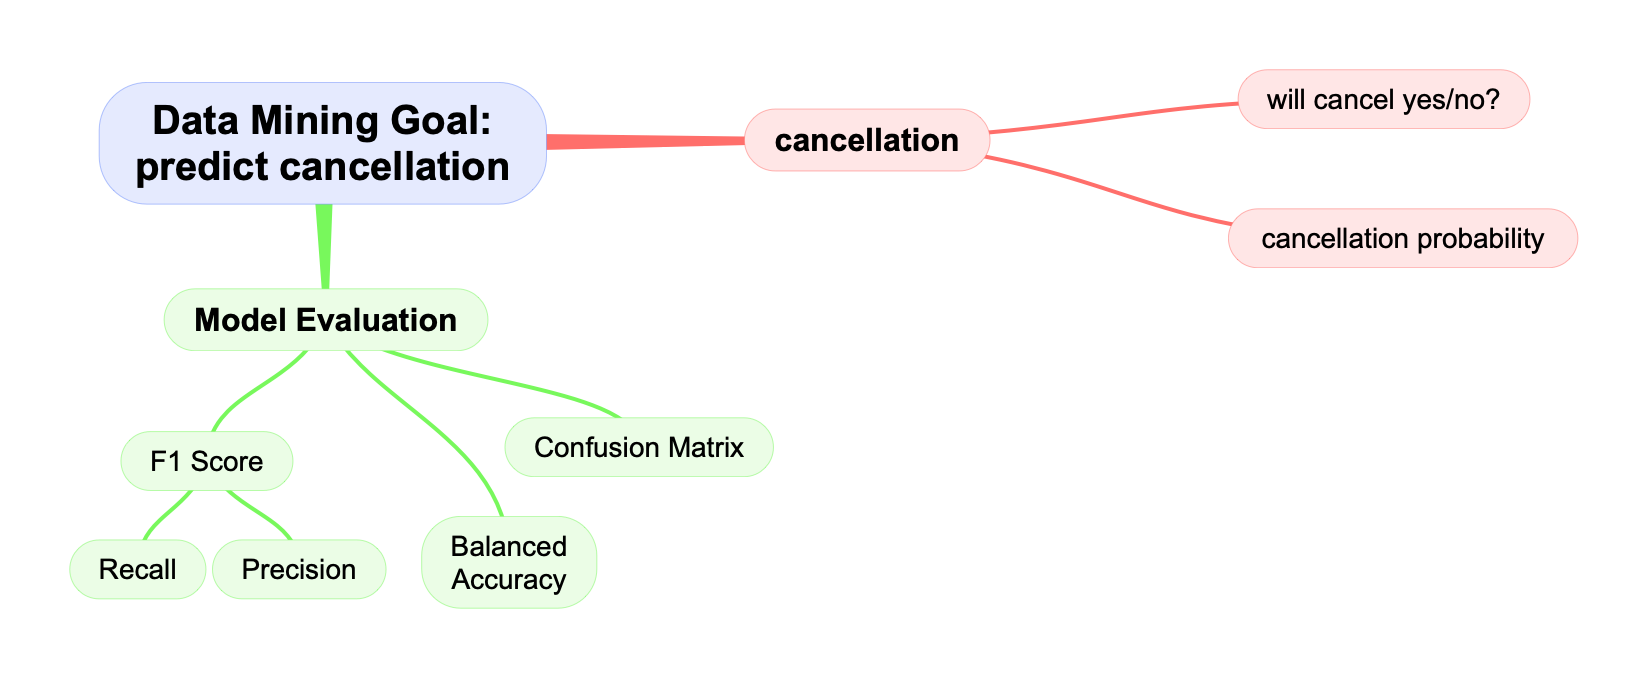 Data Mining Goal:
predict cancellation
cancellation
will cancel yes/no?
cancellation probability
Model Evaluation
F1 Score
Recall
Precision
Balanced
Accuracy
Confusion Matrix